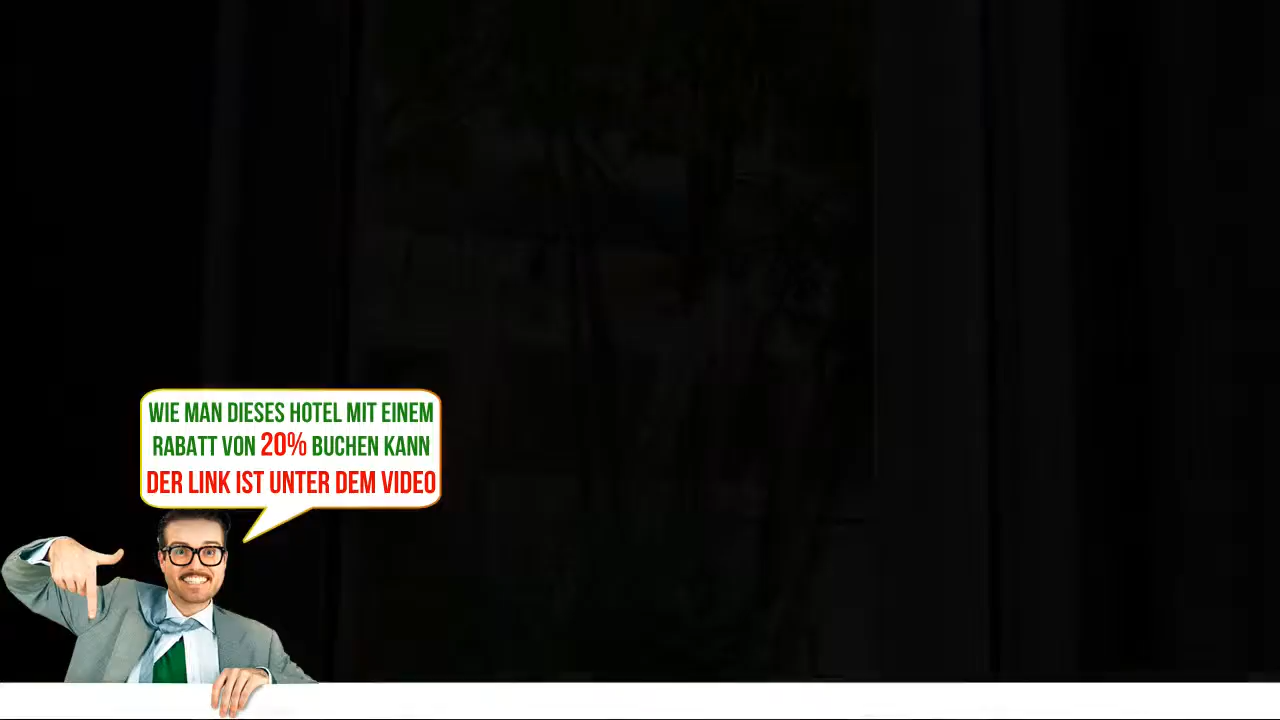 WIE MAN DIESES HOTEL MIT EINEM
RABATT VON 20% BUCHEN KANN
DER LINK IST UNTER DEM VIDEO